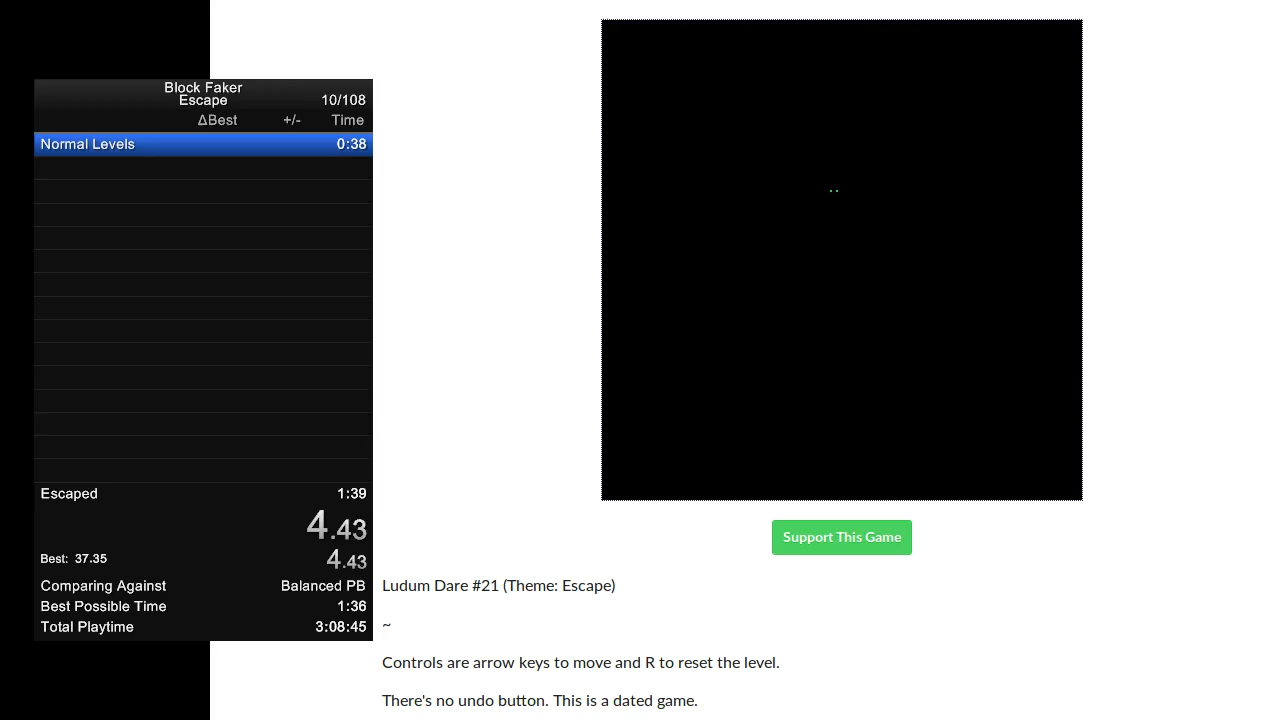 Block Faker
Escape 10/108
ΔBest +/- Time
Normal Levels 0:38
Escaped 1:39
4.43
Best: 37.35 4.43
Comparing Against Balanced PB
Best Possible Time 1:36
Total Playtime 3:08:45
Support This Game
Ludum Dare #21 (Theme: Escape)
~
Controls are arrow keys to move and R to reset the level.
There's no undo button. This is a dated game.